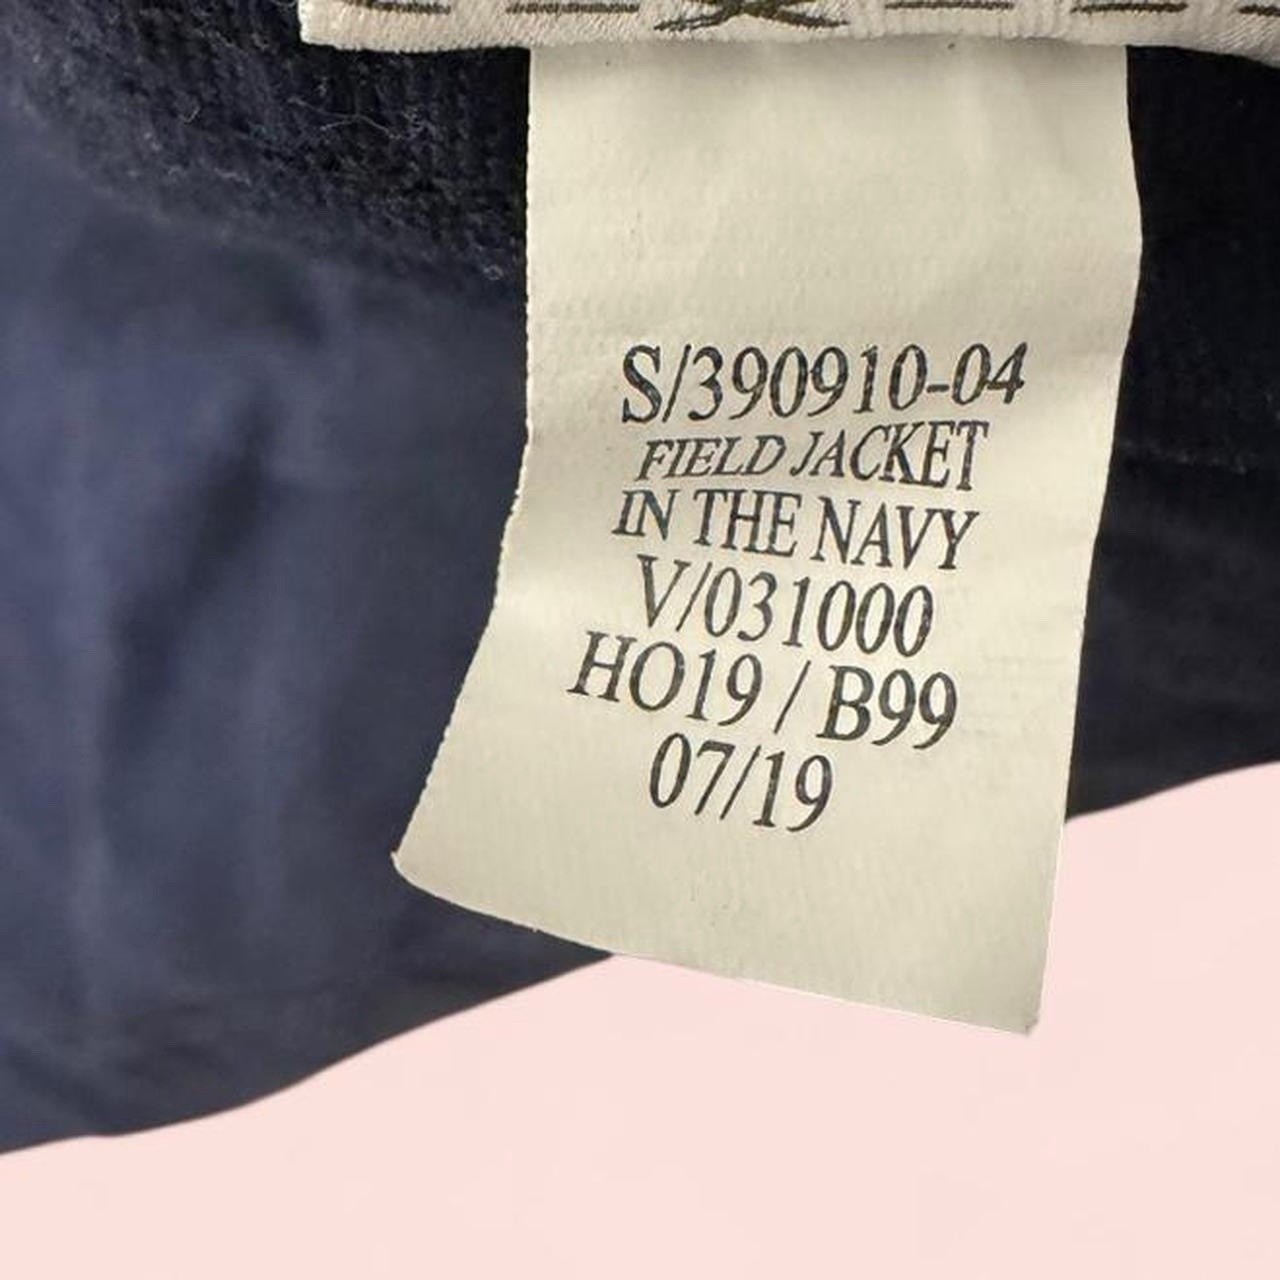 S/390910-04
FIELD JACKET
IN THE NAVY
V/031000
HO19 / B99
07/19